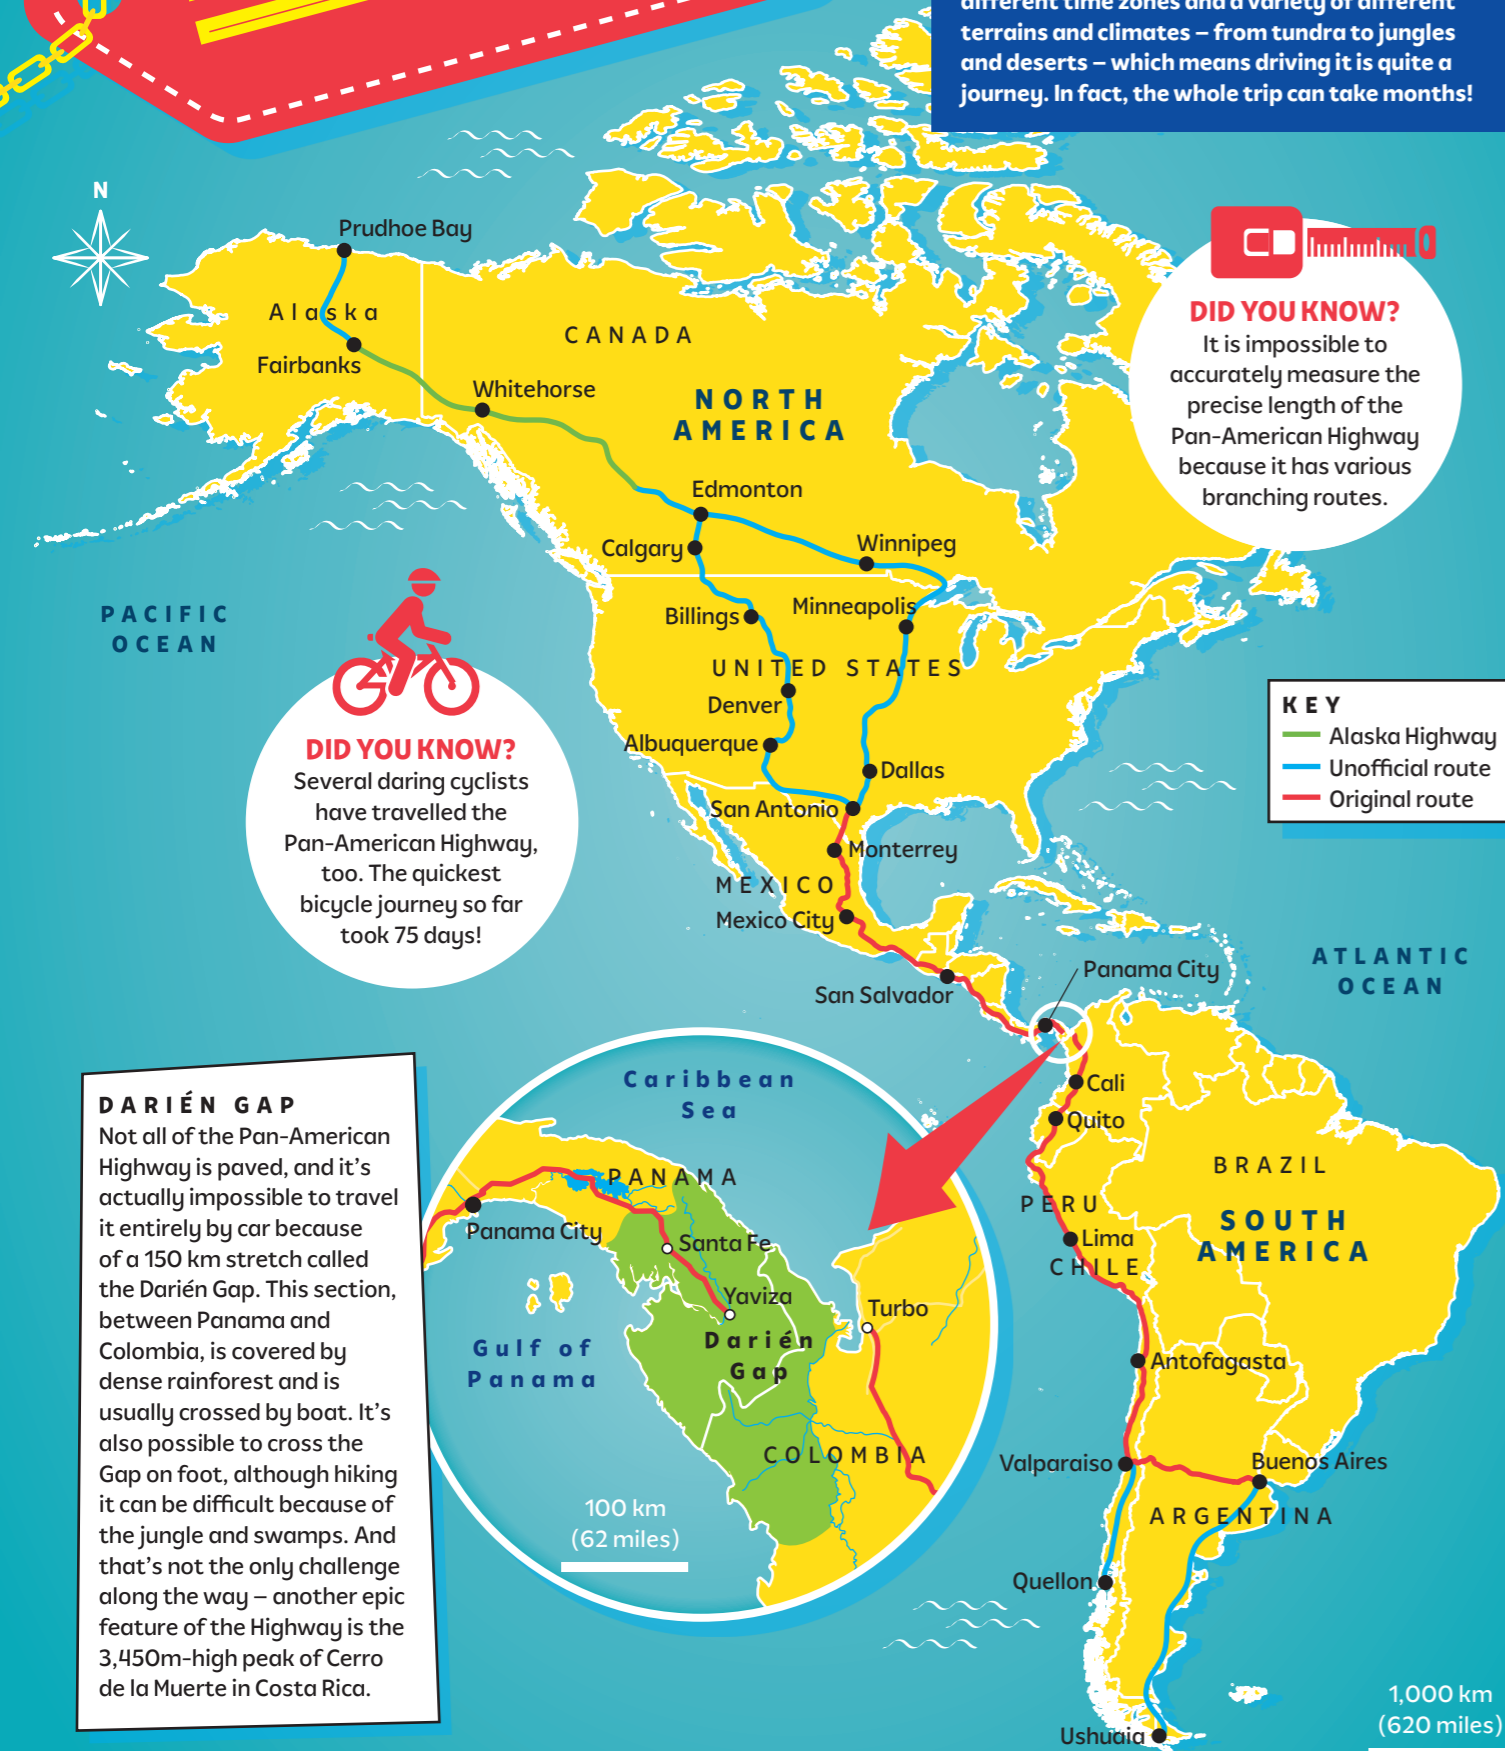 different time zones and a variety of different
terrains and climates – from tundra to jungles
and deserts – which means driving it is quite a
journey. In fact, the whole trip can take months!
N
Prudhoe Bay
Alaska
Fairbanks
CANADA
Whitehorse
NORTH
AMERICA
DID YOU KNOW?
It is impossible to
accurately measure the
precise length of the
Pan-American Highway
because it has various
branching routes.
Edmonton
Calgary
Winnipeg
Billings
Minneapolis
PACIFIC
OCEAN
UNITED STATES
Denver
Albuquerque
Dallas
San Antonio
KEY
Alaska Highway
Unofficial route
Original route
DID YOU KNOW?
Several daring cyclists
have travelled the
Pan-American Highway,
too. The quickest
bicycle journey so far
took 75 days!
Monterrey
MEXICO
Mexico City
San Salvador
Panama City
ATLANTIC
OCEAN
Cali
Quito
BRAZIL
PERU
SOUTH
AMERICA
Lima
CHILE
Antofagasta
Valparaiso
Buenos Aires
ARGENTINA
Quellon
Ushuaia
1,000 km
(620 miles)
DARIÉN GAP
Not all of the Pan-American
Highway is paved, and it's
actually impossible to travel
it entirely by car because
of a 150 km stretch called
the Darién Gap. This section,
between Panama and
Colombia, is covered by
dense rainforest and is
usually crossed by boat. It's
also possible to cross the
Gap on foot, although hiking
it can be difficult because of
the jungle and swamps. And
that's not the only challenge
along the way – another epic
feature of the Highway is the
3,450m-high peak of Cerro
de la Muerte in Costa Rica.
Caribbean
Sea
PANAMA
Panama City
Santa Fe
Yaviza
Turbo
Darién
Gap
Gulf of
Panama
COLOMBIA
100 km
(62 miles)